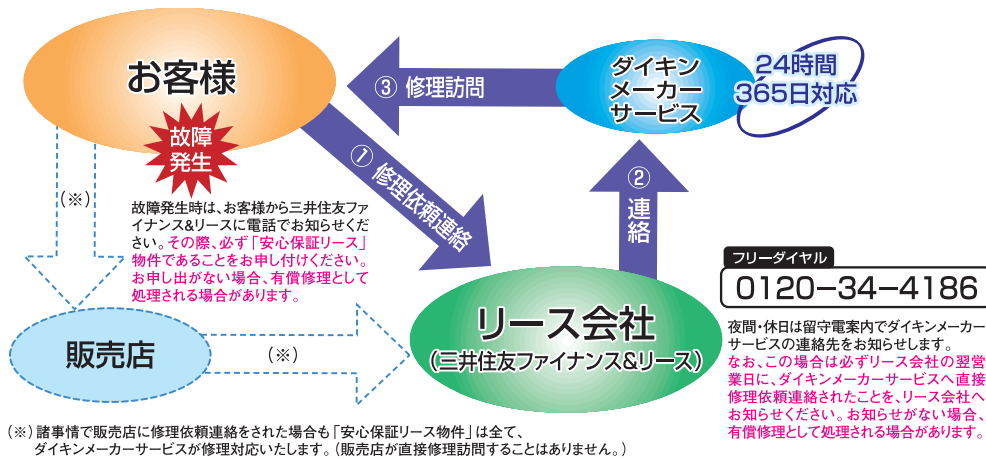 お客様
故障
発生
ダイキン
メーカー
サービス
24時間
365日対応
③ 修理訪問
① 修理依頼連絡
② 連絡
(※)
故障発生時は、お客様から三井住友ファ
イナンス&リースに電話でお知らせくだ
さい。その際、必ず「安心保証リース」
物件であることをお申し付けください。
お申し出がない場合、有償修理として
処理される場合があります。
販売店
(※)
リース会社
(三井住友ファイナンス&リース)
フリーダイヤル
0120-34-4186
夜間・休日は留守電案内でダイキンメーカー
サービスの連絡先をお知らせします。
なお、この場合は必ずリース会社の翌営
業日に、ダイキンメーカーサービスへ直接
修理依頼連絡されたことを、リース会社へ
お知らせください。お知らせがない場合、
有償修理として処理される場合があります。
(※)諸事情で販売店に修理依頼連絡をされた場合も「安心保証リース物件」は全て、
ダイキンメーカーサービスが修理対応いたします。(販売店が直接修理訪問することはありません。)